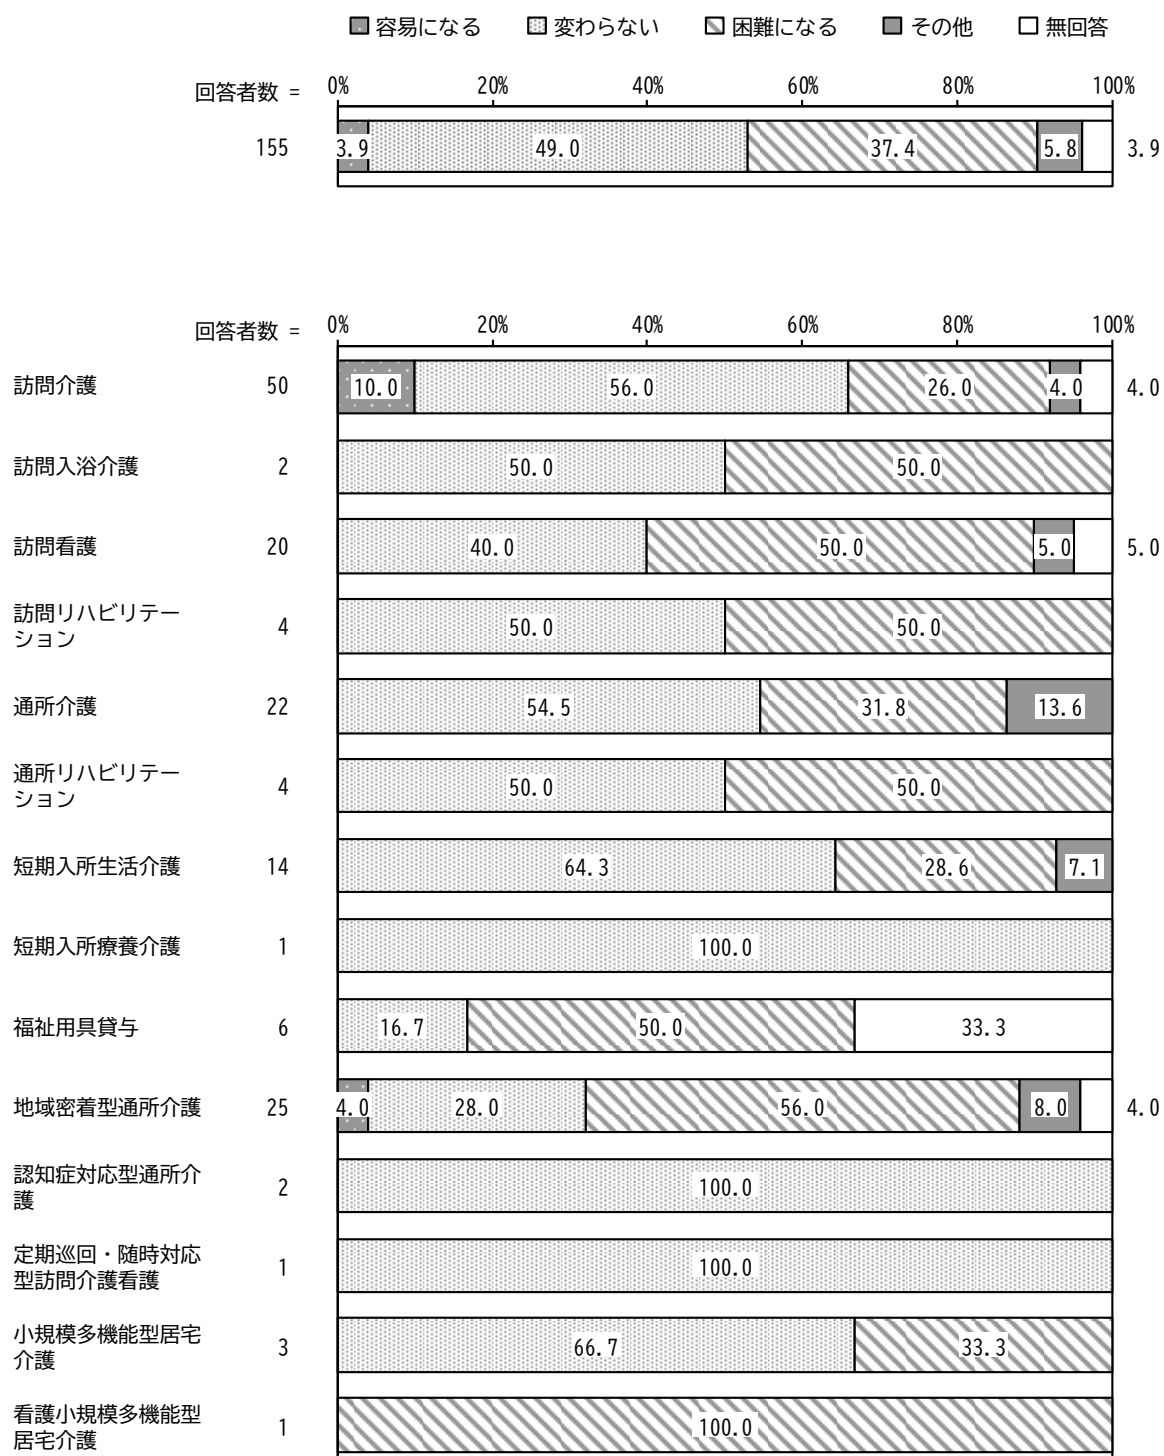 容易になる 変わらない 困難になる その他 無回答
回答者数 = 0% 20% 40% 60% 80% 100%
155 3.9 49.0 37.4 5.8 3.9
回答者数 = 0% 20% 40% 60% 80% 100%
訪問介護 50 10.0 56.0 26.0 4.0 4.0
訪問入浴介護 2 50.0 50.0
訪問看護 20 40.0 50.0 5.0 5.0
訪問リハビリテー
ション 4 50.0 50.0
通所介護 22 54.5 31.8 13.6
通所リハビリテー
ション 4 50.0 50.0
短期入所生活介護 14 64.3 28.6 7.1
短期入所療養介護 1 100.0
福祉用具貸与 6 16.7 50.0 33.3
地域密着型通所介護 25 4.0 28.0 56.0 8.0 4.0
認知症対応型通所介
護 2 100.0
定期巡回・随時対応
型訪問介護看護 1 100.0
小規模多機能型居宅
介護 3 66.7 33.3
看護小規模多機能型
居宅介護 1 100.0